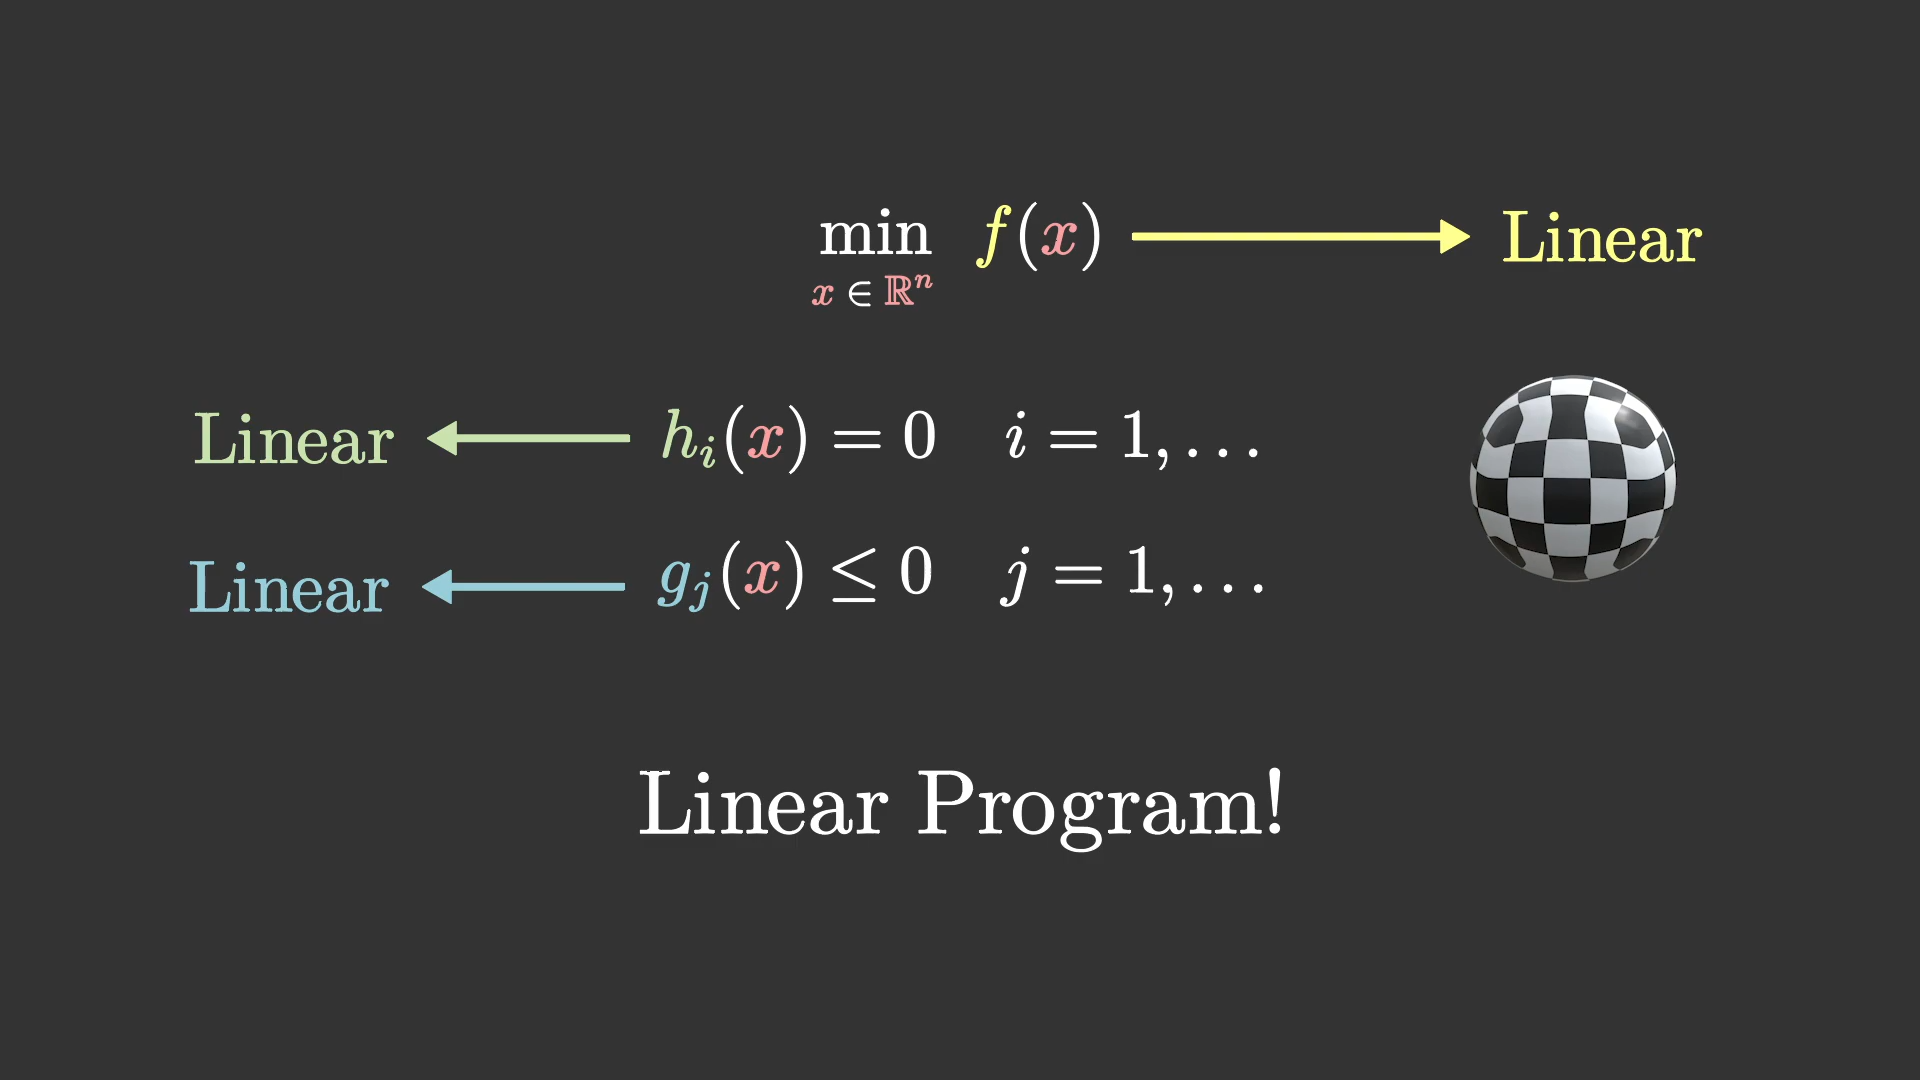 min f(x) Linear
x ∈ ℝⁿ
Linear hᵢ(x) = 0 i = 1, …
Linear gⱼ(x) ≤ 0 j = 1, …
Linear Program!